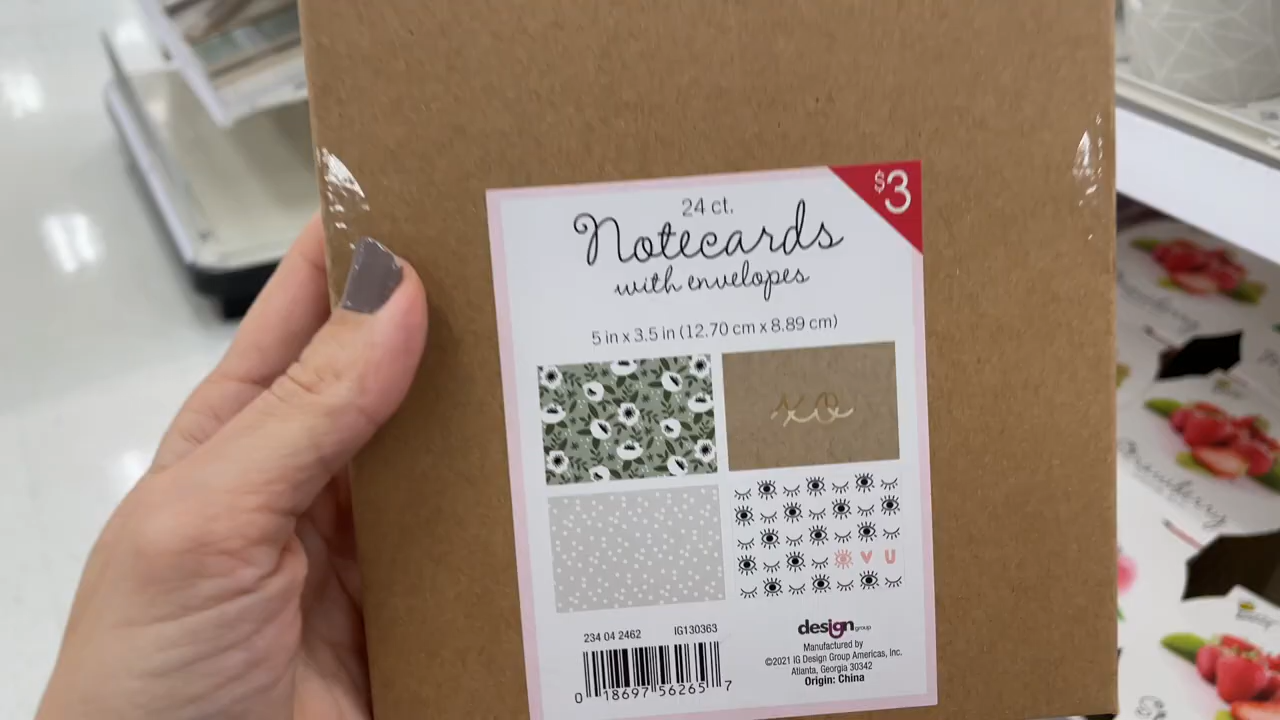 $3
24 ct.
Notecards
with envelopes
5 in x 3.5 in (12.70 cm x 8.89 cm)
xo
U
234 04 2462 IG130363
0 18697 56265 7
design group
Manufactured by
©2021 IG Design Group Americas, Inc.
Atlanta, Georgia 30342
Origin: China
Strawberry